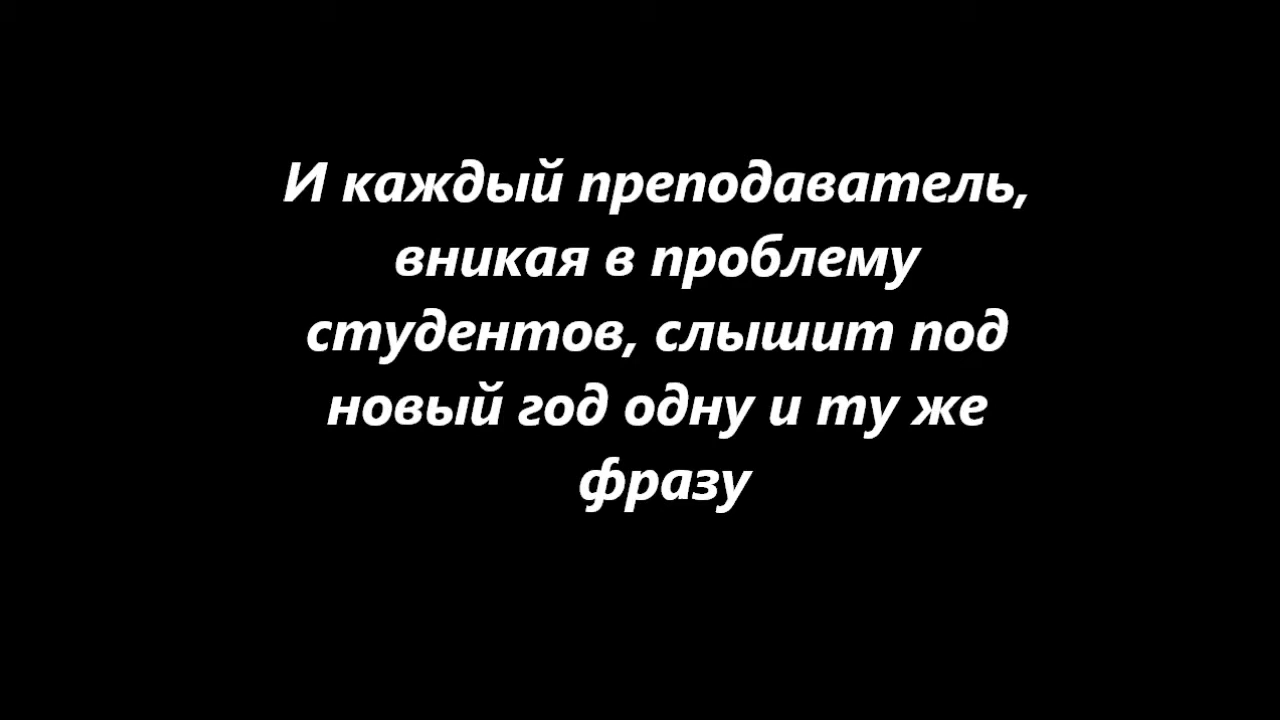 И каждый преподаватель,
вникая в проблему
студентов, слышит под
новый год одну и ту же
фразу